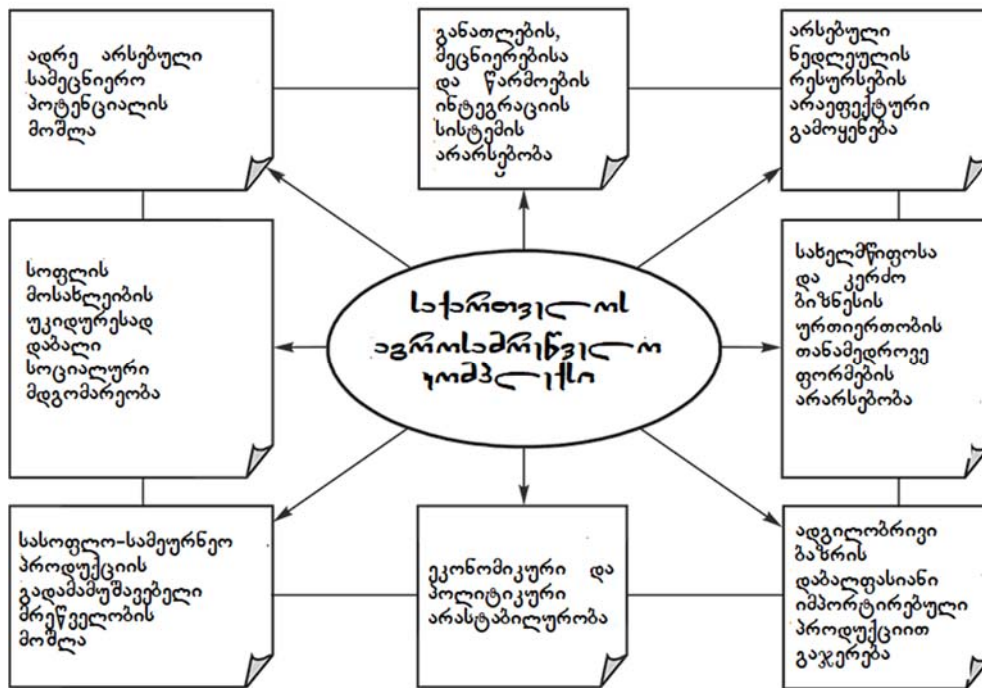 ადრე არსებული
სამეცნიერო
პოტენციალის
მოშლა
განათლების,
მეცნიერებისა
და წარმოების
ინტეგრაციის
სისტემის
არარსებობა
არსებული
ნედლეულის
რესურსების
არაეფექტური
გამოყენება
სოფლის
მოსახლეიბის
უკიდურესად
დაბალი
სოციალური
მდგომარეობა
საქართველოს
აგროსამრეწველო
კომპლექსი
სახელმწიფოსა
და კერძო
ბიზნესის
ურთიერთობის
თანამედროვე
ფორმების
არარსებობა
სასოფლო-სამეურნეო
პროდუქციის
გადამამუშავებელი
მრეწველობის
მოშლა
ეკონომიკური და
პოლიტიკური
არასტაბილურობა
ადგილობრივი
ბაზრის
დაბალფასიანი
იმპორტირებული
პროდუქციით
გაჯერება